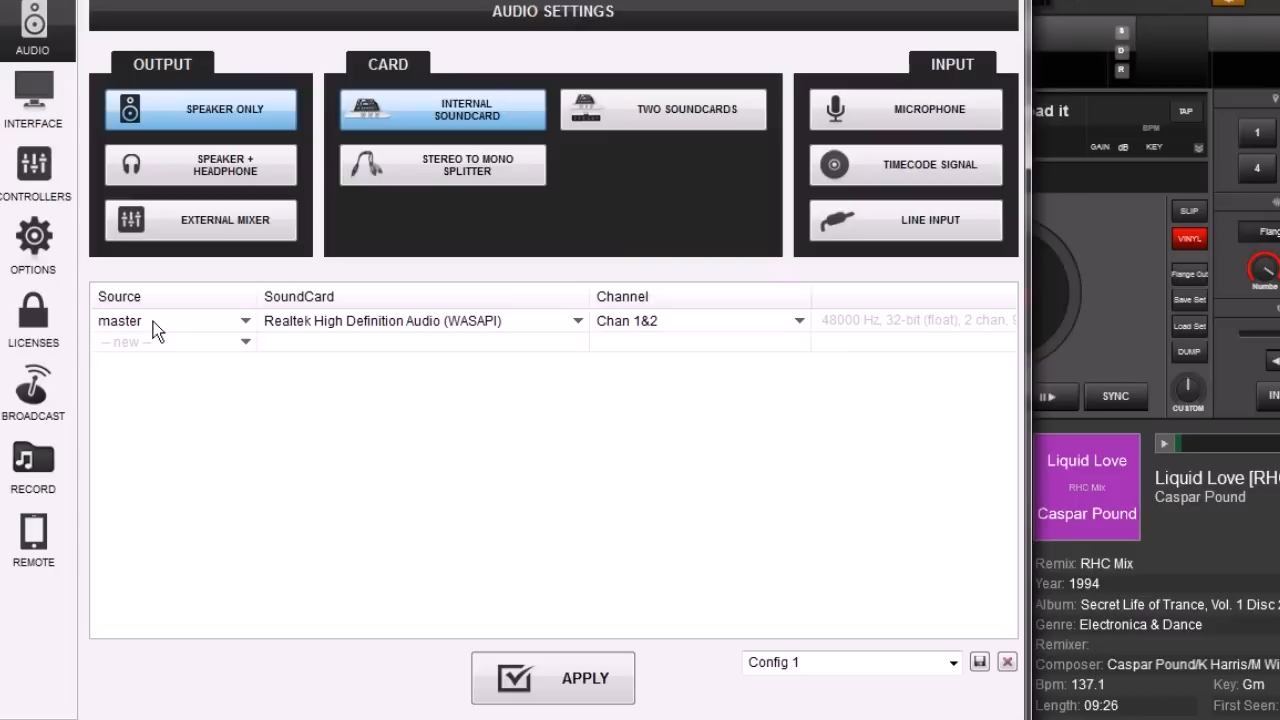 AUDIO SETTINGS
AUDIO
INTERFACE
CONTROLLERS
OPTIONS
LICENSES
BROADCAST
RECORD
REMOTE
OUTPUT
SPEAKER ONLY
SPEAKER +
HEADPHONE
EXTERNAL MIXER
CARD
INTERNAL
SOUNDCARD
TWO SOUNDCARDS
STEREO TO MONO
SPLITTER
INPUT
MICROPHONE
TIMECODE SIGNAL
LINE INPUT
Source SoundCard Channel
master Realtek High Definition Audio (WASAPI) Chan 1&2 48000 Hz, 32-bit (float), 2 chan, 9
-- new --
APPLY
Config 1
S
D
R
ad it
TAP
BPM
GAIN dB KEY
1
4
SLIP
VINYL
Flange Cut
Save Set
Load Set
DUMP
CUSTOM
Flang
Numbe
SYNC
IN
Liquid Love
RHC Mix
Caspar Pound
Liquid Love [RH
Caspar Pound
Remix: RHC Mix
Year: 1994
Album: Secret Life of Trance, Vol. 1 Disc
Genre: Electronica & Dance
Remixer:
Composer: Caspar Pound/K Harris/M Wi
Bpm: 137.1 Key: Gm
Length: 09:26 First Seen: